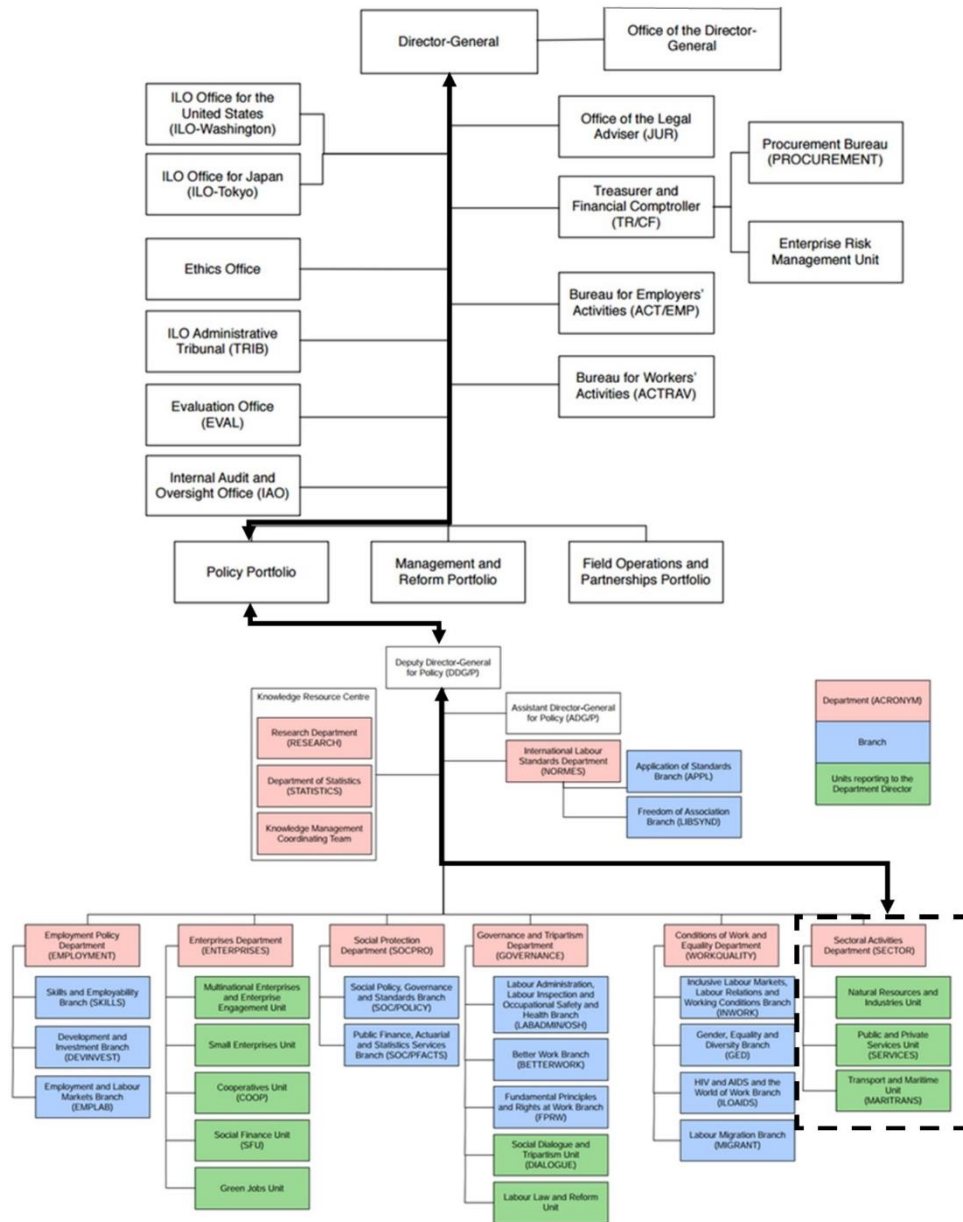 Director-General
Office of the Director-
General
ILO Office for the
United States
(ILO-Washington)
ILO Office for Japan
(ILO-Tokyo)
Office of the Legal
Adviser (JUR)
Procurement Bureau
(PROCUREMENT)
Treasurer and
Financial Comptroller
(TR/CF)
Enterprise Risk
Management Unit
Ethics Office
Bureau for Employers'
Activities (ACT/EMP)
ILO Administrative
Tribunal (TRIB)
Bureau for Workers'
Activities (ACTRAV)
Evaluation Office
(EVAL)
Internal Audit and
Oversight Office (IAO)
Policy Portfolio
Management and
Reform Portfolio
Field Operations and
Partnerships Portfolio
Deputy Director-General
for Policy (DDG/P)
Knowledge Resource Centre
Research Department
(RESEARCH)
Department of Statistics
(STATISTICS)
Knowledge Management
Coordinating Team
Assistant Director-General
for Policy (ADG/P)
International Labour
Standards Department
(NORMES)
Application of Standards
Branch (APPL)
Freedom of Association
Branch (LIBSYND)
Department (ACRONYM)
Branch
Units reporting to the
Department Director
Employment Policy
Department
(EMPLOYMENT)
Skills and Employability
Branch (SKILLS)
Development and
Investment Branch
(DEVINVEST)
Employment and Labour
Markets Branch
(EMPLAB)
Enterprises Department
(ENTERPRISES)
Multinational Enterprises
and Enterprise
Engagement Unit
Small Enterprises Unit
Cooperatives Unit
(COOP)
Social Finance Unit
(SFU)
Green Jobs Unit
Social Protection
Department (SOCPRO)
Social Policy, Governance
and Standards Branch
(SOC/POLICY)
Public Finance, Actuarial
and Statistics Services
Branch (SOC/PFACTS)
Governance and Tripartism
Department
(GOVERNANCE)
Labour Administration,
Labour Inspection and
Occupational Safety and
Health Branch
(LABADMIN/OSH)
Better Work Branch
(BETTERWORK)
Fundamental Principles
and Rights at Work Branch
(FPRW)
Social Dialogue and
Tripartism Unit
(DIALOGUE)
Labour Law and Reform
Unit
Conditions of Work and
Equality Department
(WORKQUALITY)
Inclusive Labour Markets,
Labour Relations and
Working Conditions Branch
(INWORK)
Gender, Equality and
Diversity Branch
(GED)
HIV and AIDS and the
World of Work Branch
(ILOAIDS)
Labour Migration Branch
(MIGRANT)
Sectoral Activities
Department (SECTOR)
Natural Resources and
Industries Unit
Public and Private
Services Unit
(SERVICES)
Transport and Maritime
Unit
(MARITRANS)